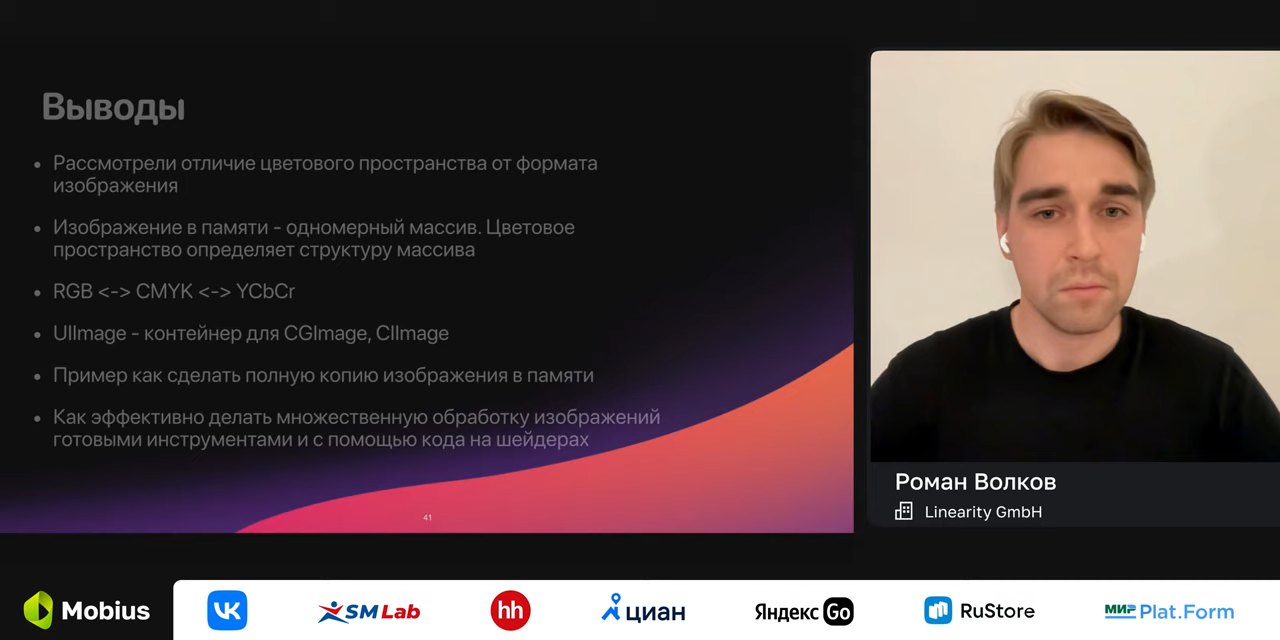 Выводы
• Рассмотрели отличие цветового пространства от формата
изображения
• Изображение в памяти - одномерный массив. Цветовое
пространство определяет структуру массива
• RGB <-> CMYK <-> YCbCr
• UIImage - контейнер для CGImage, CIImage
• Пример как сделать полную копию изображения в памяти
• Как эффективно делать множественную обработку изображений
готовыми инструментами и с помощью кода на шейдерах
41
Роман Волков
Linearity GmbH
Mobius
VK
SM Lab
hh
циан
Яндекс Go
RuStore
МИР Plat.Form